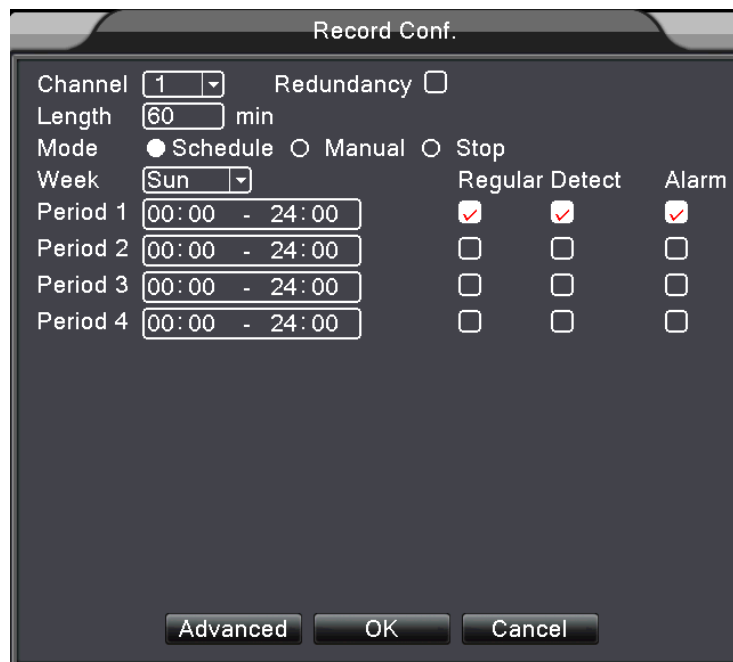 Record Conf.
Channel 1 Redundancy
Length 60 min
Mode Schedule Manual Stop
Week Sun Regular Detect Alarm
Period 1 00:00 - 24:00
Period 2 00:00 - 24:00
Period 3 00:00 - 24:00
Period 4 00:00 - 24:00
Advanced OK Cancel